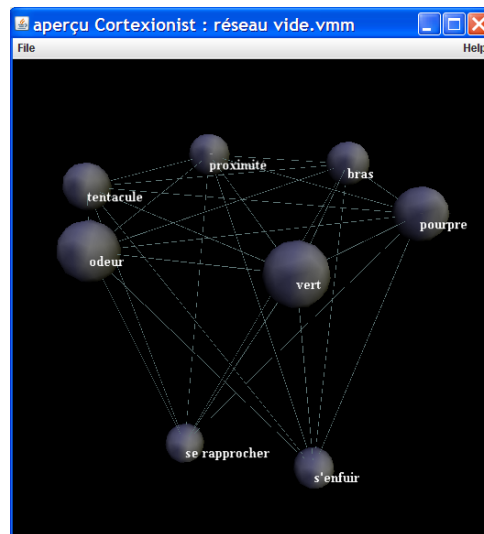 aperçu Cortexionist : réseau vide.vmm
File Help
proximite
bras
tentacule
pourpre
odeur
vert
se rapprocher
s'enfuir